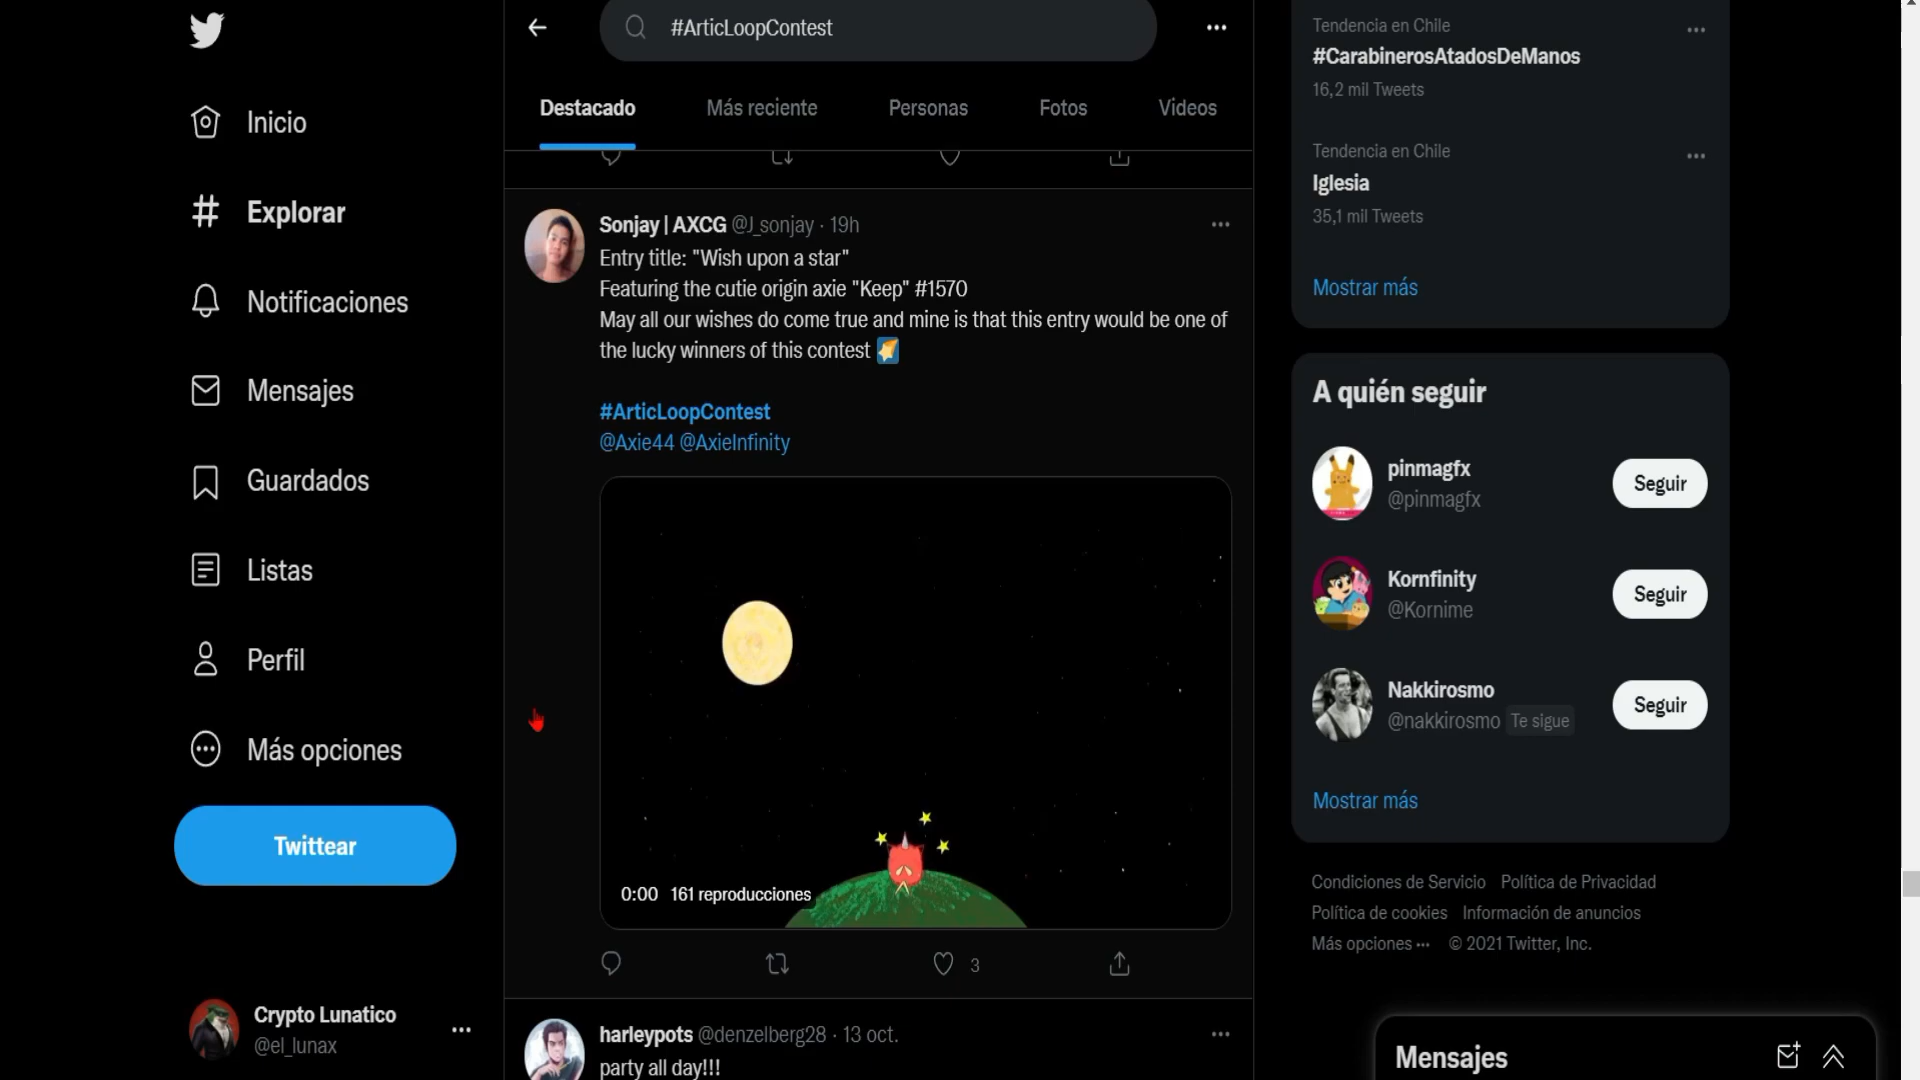 #ArticLoopContest
Destacado
Más reciente
Personas
Fotos
Videos
Inicio
Explorar
Notificaciones
Mensajes
Guardados
Listas
Perfil
Más opciones
Twittear
Crypto Lunatico
@el_lunax
Sonjay | AXCG @J_sonjay · 19h
Entry title: "Wish upon a star"
Featuring the cutie origin axie "Keep" #1570
May all our wishes do come true and mine is that this entry would be one of
the lucky winners of this contest
#ArticLoopContest
@Axie44 @AxieInfinity
0:00 161 reproducciones
3
harleypots @denzelberg28 · 13 oct.
party all day!!!
Tendencia en Chile
#CarabinerosAtadosDeManos
16,2 mil Tweets
Tendencia en Chile
Iglesia
35,1 mil Tweets
Mostrar más
A quién seguir
pinmagfx
@pinmagfx
Seguir
Kornfinity
@Kornime
Seguir
Nakkirosmo
@nakkirosmo Te sigue
Seguir
Mostrar más
Condiciones de Servicio Política de Privacidad
Política de cookies Información de anuncios
Más opciones ··· © 2021 Twitter, Inc.
Mensajes